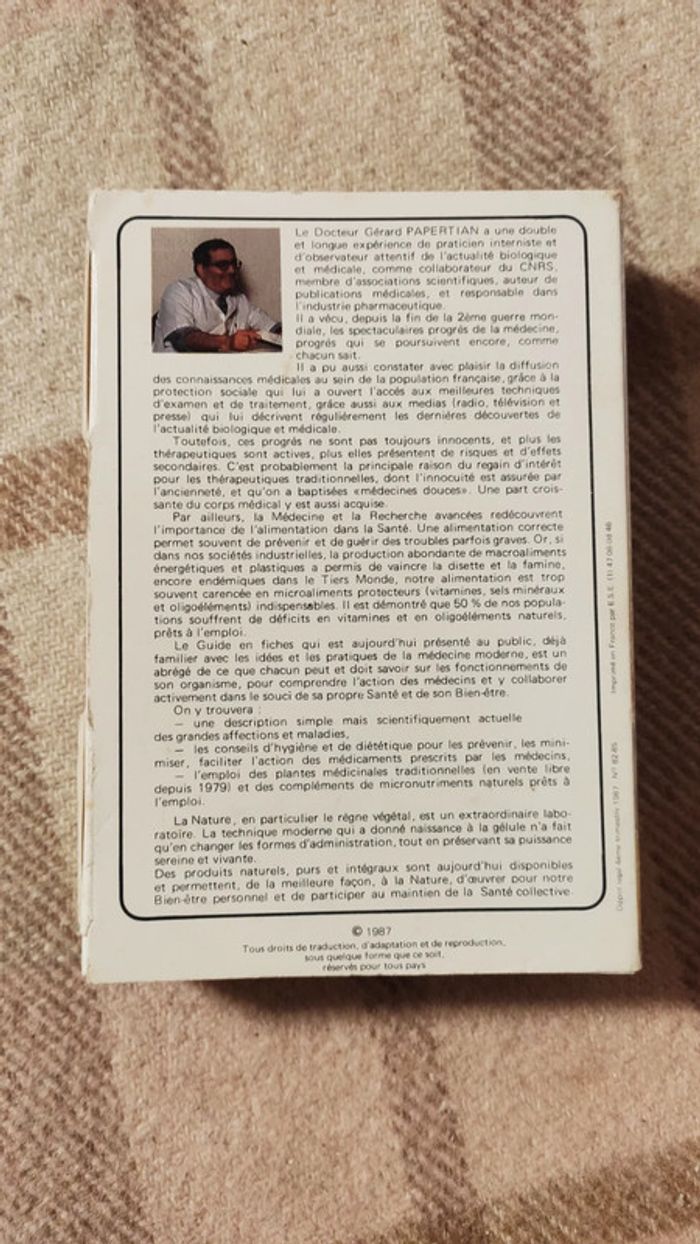 Le Docteur Gérard PAPERTIAN a une double
et longue expérience de praticien interniste et
d'observateur attentif de l'actualité biologique
et médicale, comme collaborateur du CNRS,
membre d'associations scientifiques, auteur de
publications médicales, et responsable dans
l'industrie pharmaceutique.
Il a vécu, depuis la fin de la 2ème guerre mon-
diale, les spectaculaires progrès de la médecine,
progrès qui se poursuivent encore, comme
chacun sait.
Il a pu aussi constater avec plaisir la diffusion
des connaissances médicales au sein de la population française, grâce à la
protection sociale qui lui a ouvert l'accés aux meilleures techniques
d'examen et de traitement, grâce aussi aux medias (radio, télévision et
presse) qui lui décrivent régulièrement les dernières découvertes de
l'actualité biologique et médicale.
Toutefois, ces progrès ne sont pas toujours innocents, et plus les
thérapeutiques sont actives, plus elles présentent de risques et d'effets
secondaires. C'est probablement la principale raison du regain d'intérêt
pour les thérapeutiques traditionnelles, dont l'innocuité est assurée par
l'ancienneté, et qu'on a baptisées «médecines douces». Une part crois-
sante du corps médical y est aussi acquise.
Par ailleurs, la Médecine et la Recherche avancées redécouvrent
l'importance de l'alimentation dans la Santé. Une alimentation correcte
permet souvent de prévenir et de guérir des troubles parfois graves. Or, si
dans nos sociétés industrielles, la production abondante de macroaliments
énergétiques et plastiques a permis de vaincre la disette et la famine,
encore endémiques dans le Tiers Monde, notre alimentation est trop
souvent carencée en microaliments protecteurs (vitamines, sels minéraux
et oligoéléments) indispensables. Il est démontré que 50 % de nos popula-
tions souffrent de déficits en vitamines et en oligoéléments naturels,
prêts à l'emploi.
Le Guide en fiches qui est aujourd'hui présenté au public, déjà
familier avec les idées et les pratiques de la médecine moderne, est un
abrégé de ce que chacun peut et doit savoir sur les fonctionnements de
son organisme, pour comprendre l'action des médecins et y collaborer
activement dans le souci de sa propre Santé et de son Bien-être.
On y trouvera :
— une description simple mais scientifiquement actuelle
des grandes affections et maladies,
— les conseils d'hygiène et de diététique pour les prévenir, les mini-
miser, faciliter l'action des médicaments prescrits par les médecins,
— l'emploi des plantes médicinales traditionnelles (en vente libre
depuis 1979) et des compléments de micronutriments naturels prêts à
l'emploi.
La Nature, en particulier le règne végétal, est un extraordinaire labo-
ratoire. La technique moderne qui a donné naissance à la gélule n'a fait
qu'en changer les formes d'administration, tout en préservant sa puissance
sereine et vivante.
Des produits naturels, purs et intégraux sont aujourd'hui disponibles
et permettent, de la meilleure façon, à la Nature, d'œuvrer pour notre
Bien-être personnel et de participer au maintien de la Santé collective.
© 1987
Tous droits de traduction, d'adaptation et de reproduction,
sous quelque forme que ce soit,
réservés pour tous pays
Imprimé en France par E.S.E.